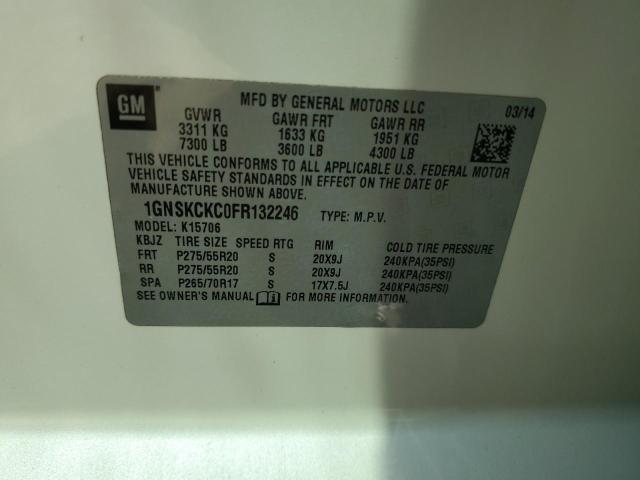 GM
MFD BY GENERAL MOTORS LLC
03/14
GVWR GAWR FRT GAWR RR
3311 KG 1633 KG 1951 KG
7300 LB 3600 LB 4300 LB
THIS VEHICLE CONFORMS TO ALL APPLICABLE U.S. FEDERAL MOTOR
VEHICLE SAFETY STANDARDS IN EFFECT ON THE DATE OF
MANUFACTURE SHOWN ABOVE.
1GNSKCKC0FR132246 TYPE: M.P.V.
MODEL: K15706
KBJZ TIRE SIZE SPEED RTG RIM COLD TIRE PRESSURE
FRT P275/55R20 S 20X9J 240KPA(35PSI)
RR P275/55R20 S 20X9J 240KPA(35PSI)
SPA P265/70R17 S 17X7.5J 240KPA(35PSI)
SEE OWNER'S MANUAL FOR MORE INFORMATION.